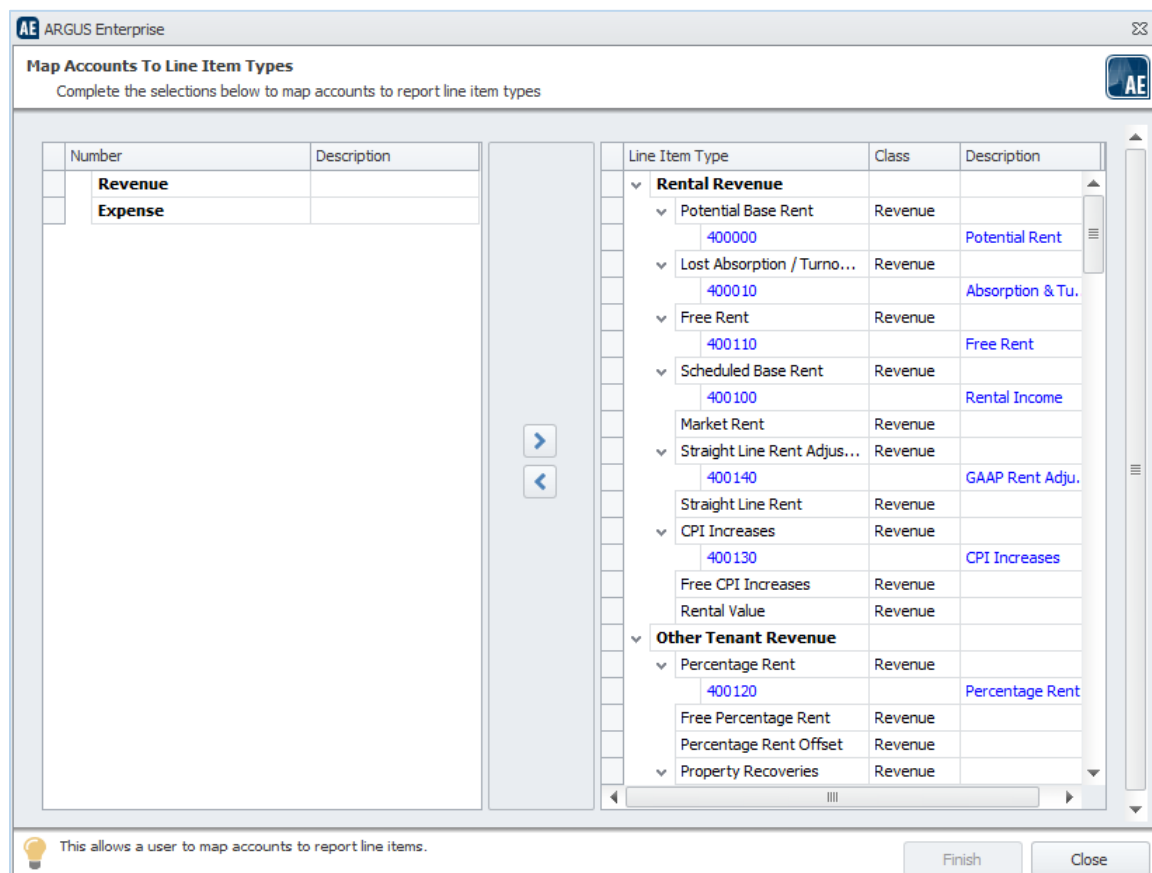 AE ARGUS Enterprise
Map Accounts To Line Item Types
Complete the selections below to map accounts to report line item types
AE
Number Description
Revenue
Expense
Line Item Type Class Description
Rental Revenue
Potential Base Rent Revenue
400000 Potential Rent
Lost Absorption / Turno... Revenue
400010 Absorption & Tu..
Free Rent Revenue
400110 Free Rent
Scheduled Base Rent Revenue
400100 Rental Income
Market Rent Revenue
Straight Line Rent Adjus... Revenue
400140 GAAP Rent Adju.
Straight Line Rent Revenue
CPI Increases Revenue
400130 CPI Increases
Free CPI Increases Revenue
Rental Value Revenue
Other Tenant Revenue
Percentage Rent Revenue
400120 Percentage Rent
Free Percentage Rent Revenue
Percentage Rent Offset Revenue
Property Recoveries Revenue
This allows a user to map accounts to report line items.
Finish Close